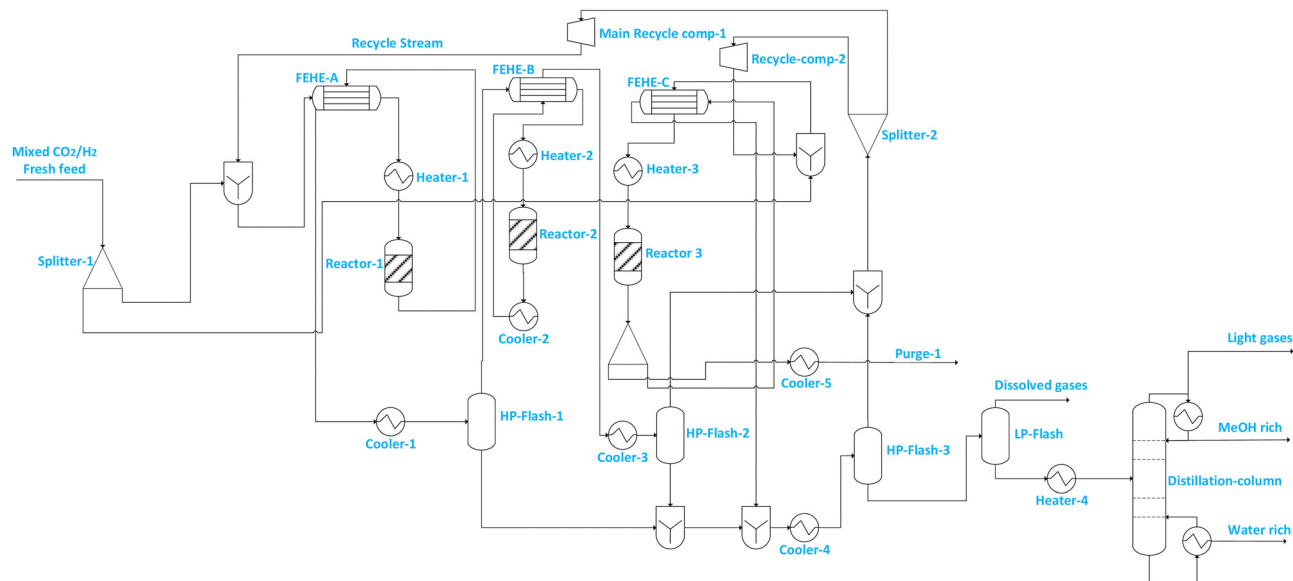 Main Recycle comp-1
Recycle Stream
Recycle-comp-2
FEHE-A
FEHE-B
FEHE-C
Splitter-2
Mixed CO₂/H₂
Fresh feed
Heater-1
Heater-2
Heater-3
Splitter-1
Reactor-1
Reactor-2
Reactor 3
Cooler-2
Cooler-5
Purge-1
Light gases
Dissolved gases
HP-Flash-1
Cooler-1
Cooler-3
HP-Flash-2
HP-Flash-3
LP-Flash
MeOH rich
Heater-4
Distillation-column
Cooler-4
Water rich